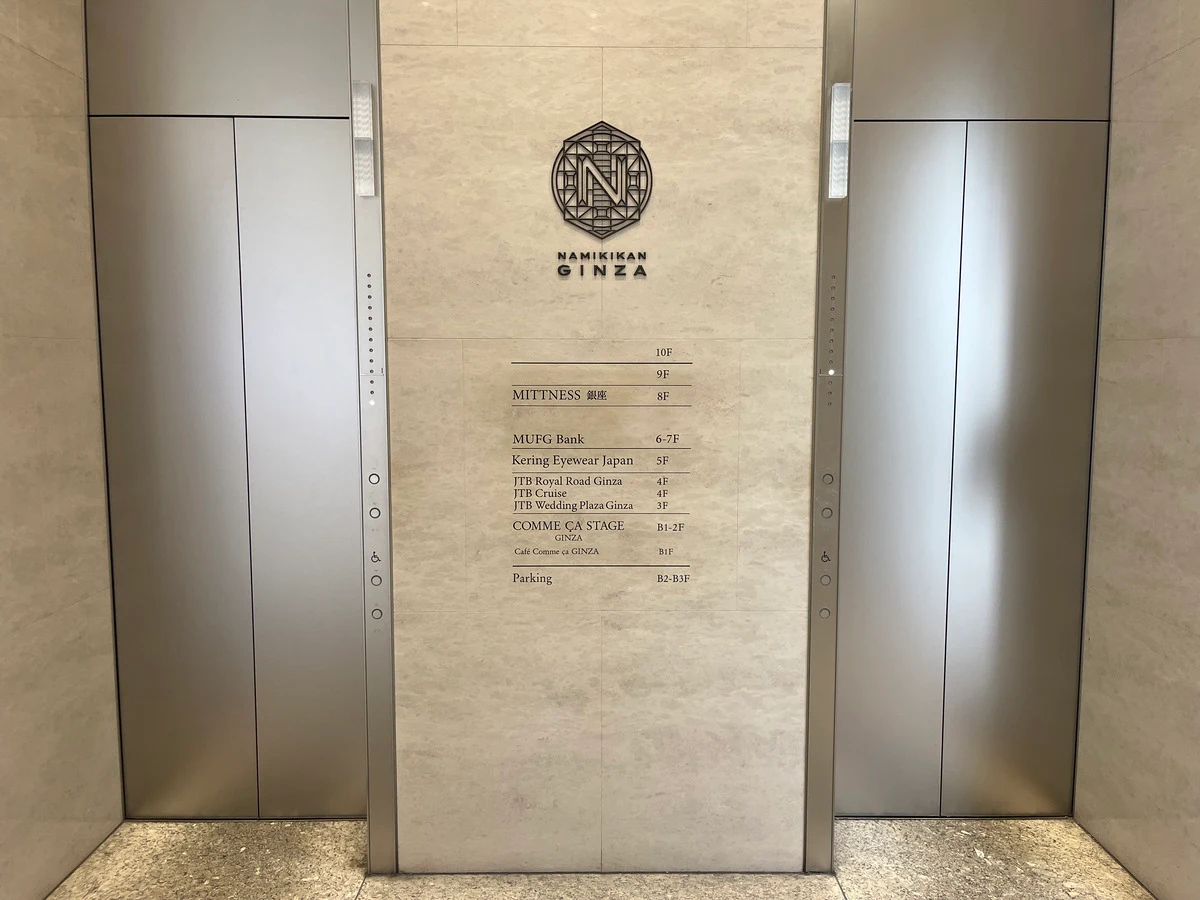 N
NAMIKIKAN
GINZA
10F
9F
MITTNESS 銀座 8F
MUFG Bank 6-7F
Kering Eyewear Japan 5F
JTB Royal Road Ginza 4F
JTB Cruise 4F
JTB Wedding Plaza Ginza 3F
COMME ÇA STAGE B1-2F
GINZA
Café Comme ça GINZA B1F
Parking B2-B3F